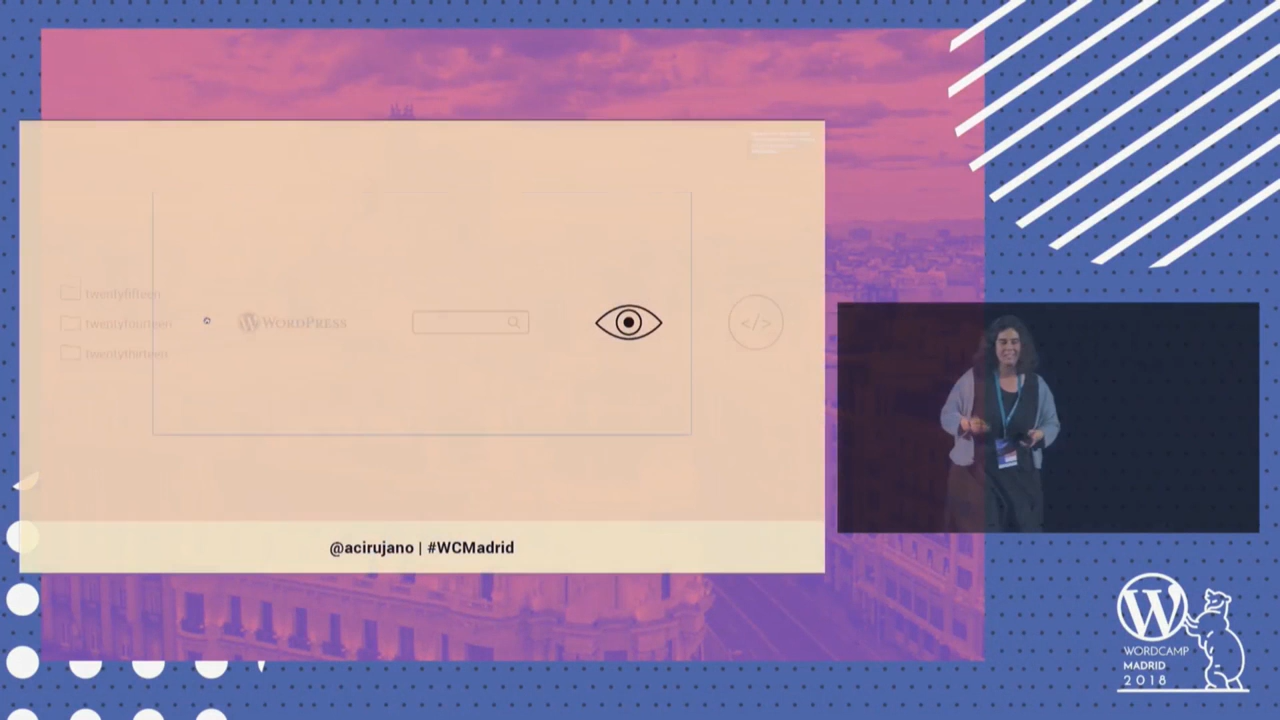 twentyfifteen
twentyfourteen
twentythirteen
WORDPRESS
</>
@acirujano | #WCMadrid
WORDCAMP
MADRID
2018